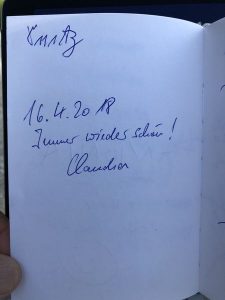 16.4.2018
Immer wieder schön!
Claudia